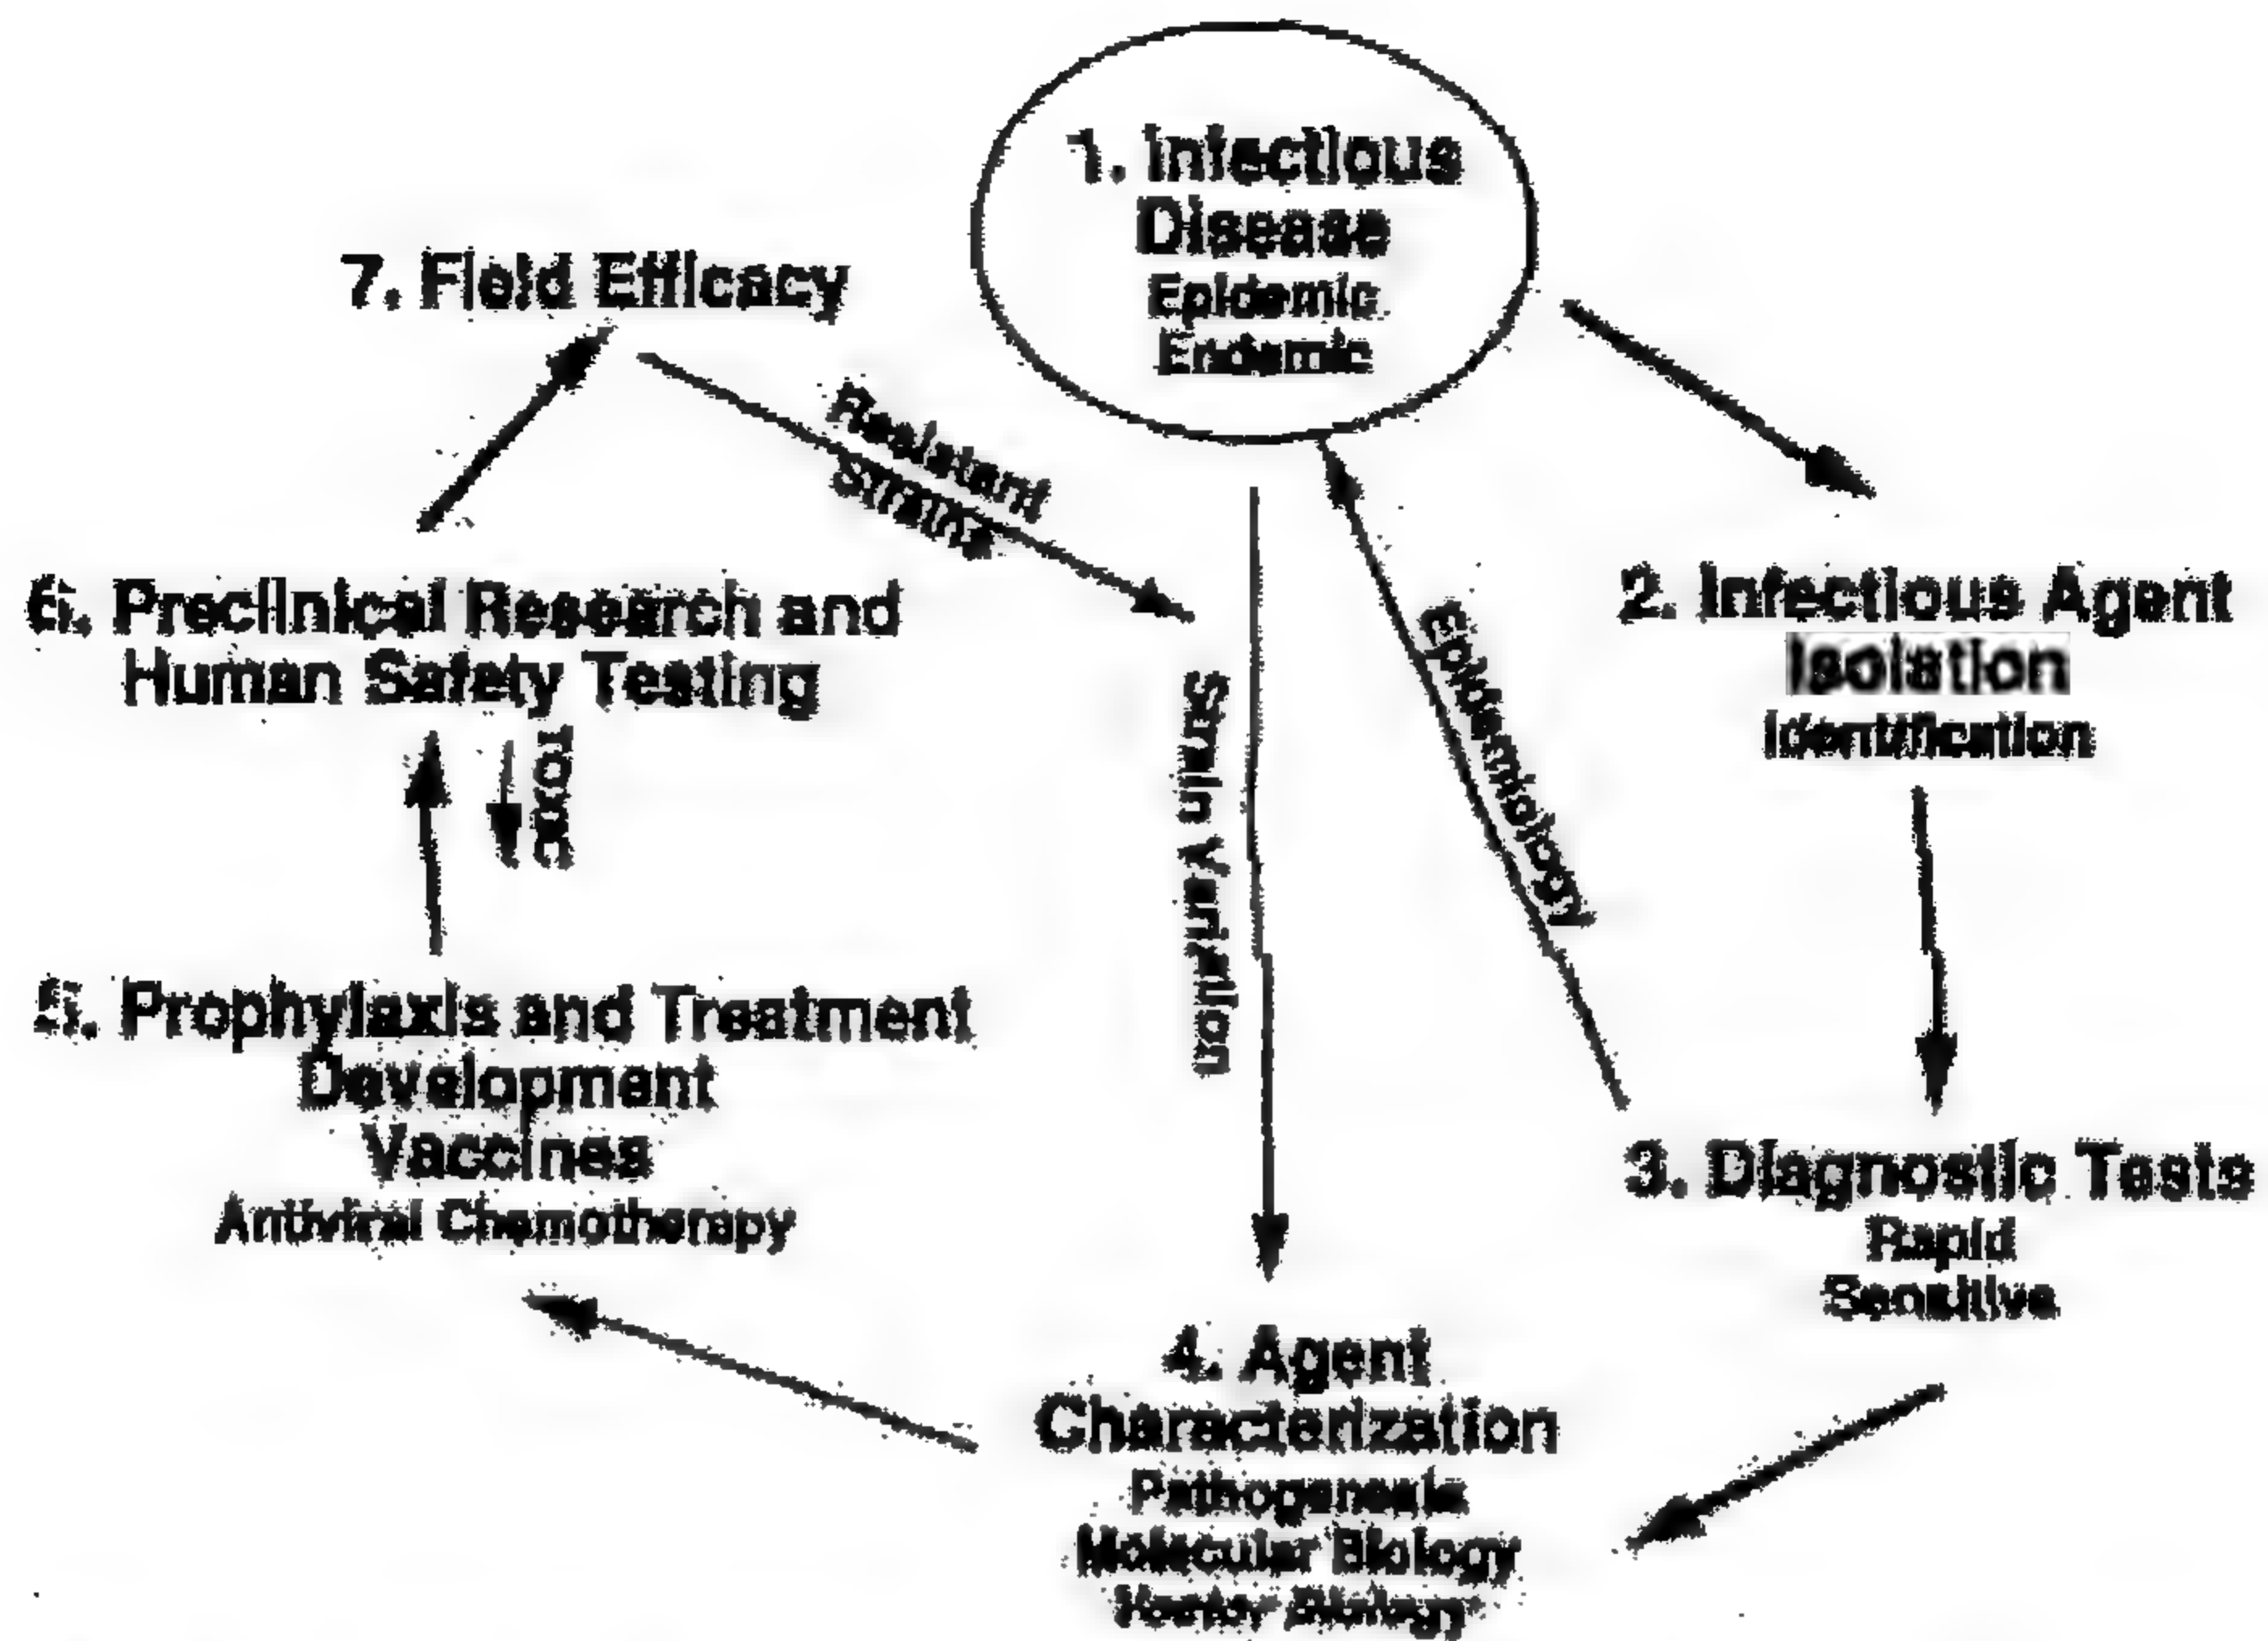 1. Infectious
Disease
Epidemic
Endemic
2. Infectious Agent
Isolation
Identification
3. Diagnostic Tests
Rapid
Sensitive
4. Agent
Characterization
Pathogenesis
Molecular Biology
Vector Biology
5. Prophylaxis and Treatment
Development
Vaccines
Antiviral Chemotherapy
6. Preclinical Research and
Human Safety Testing
7. Field Efficacy
Resistant
Strains
Strain Variation
Epidemiology
Toxic